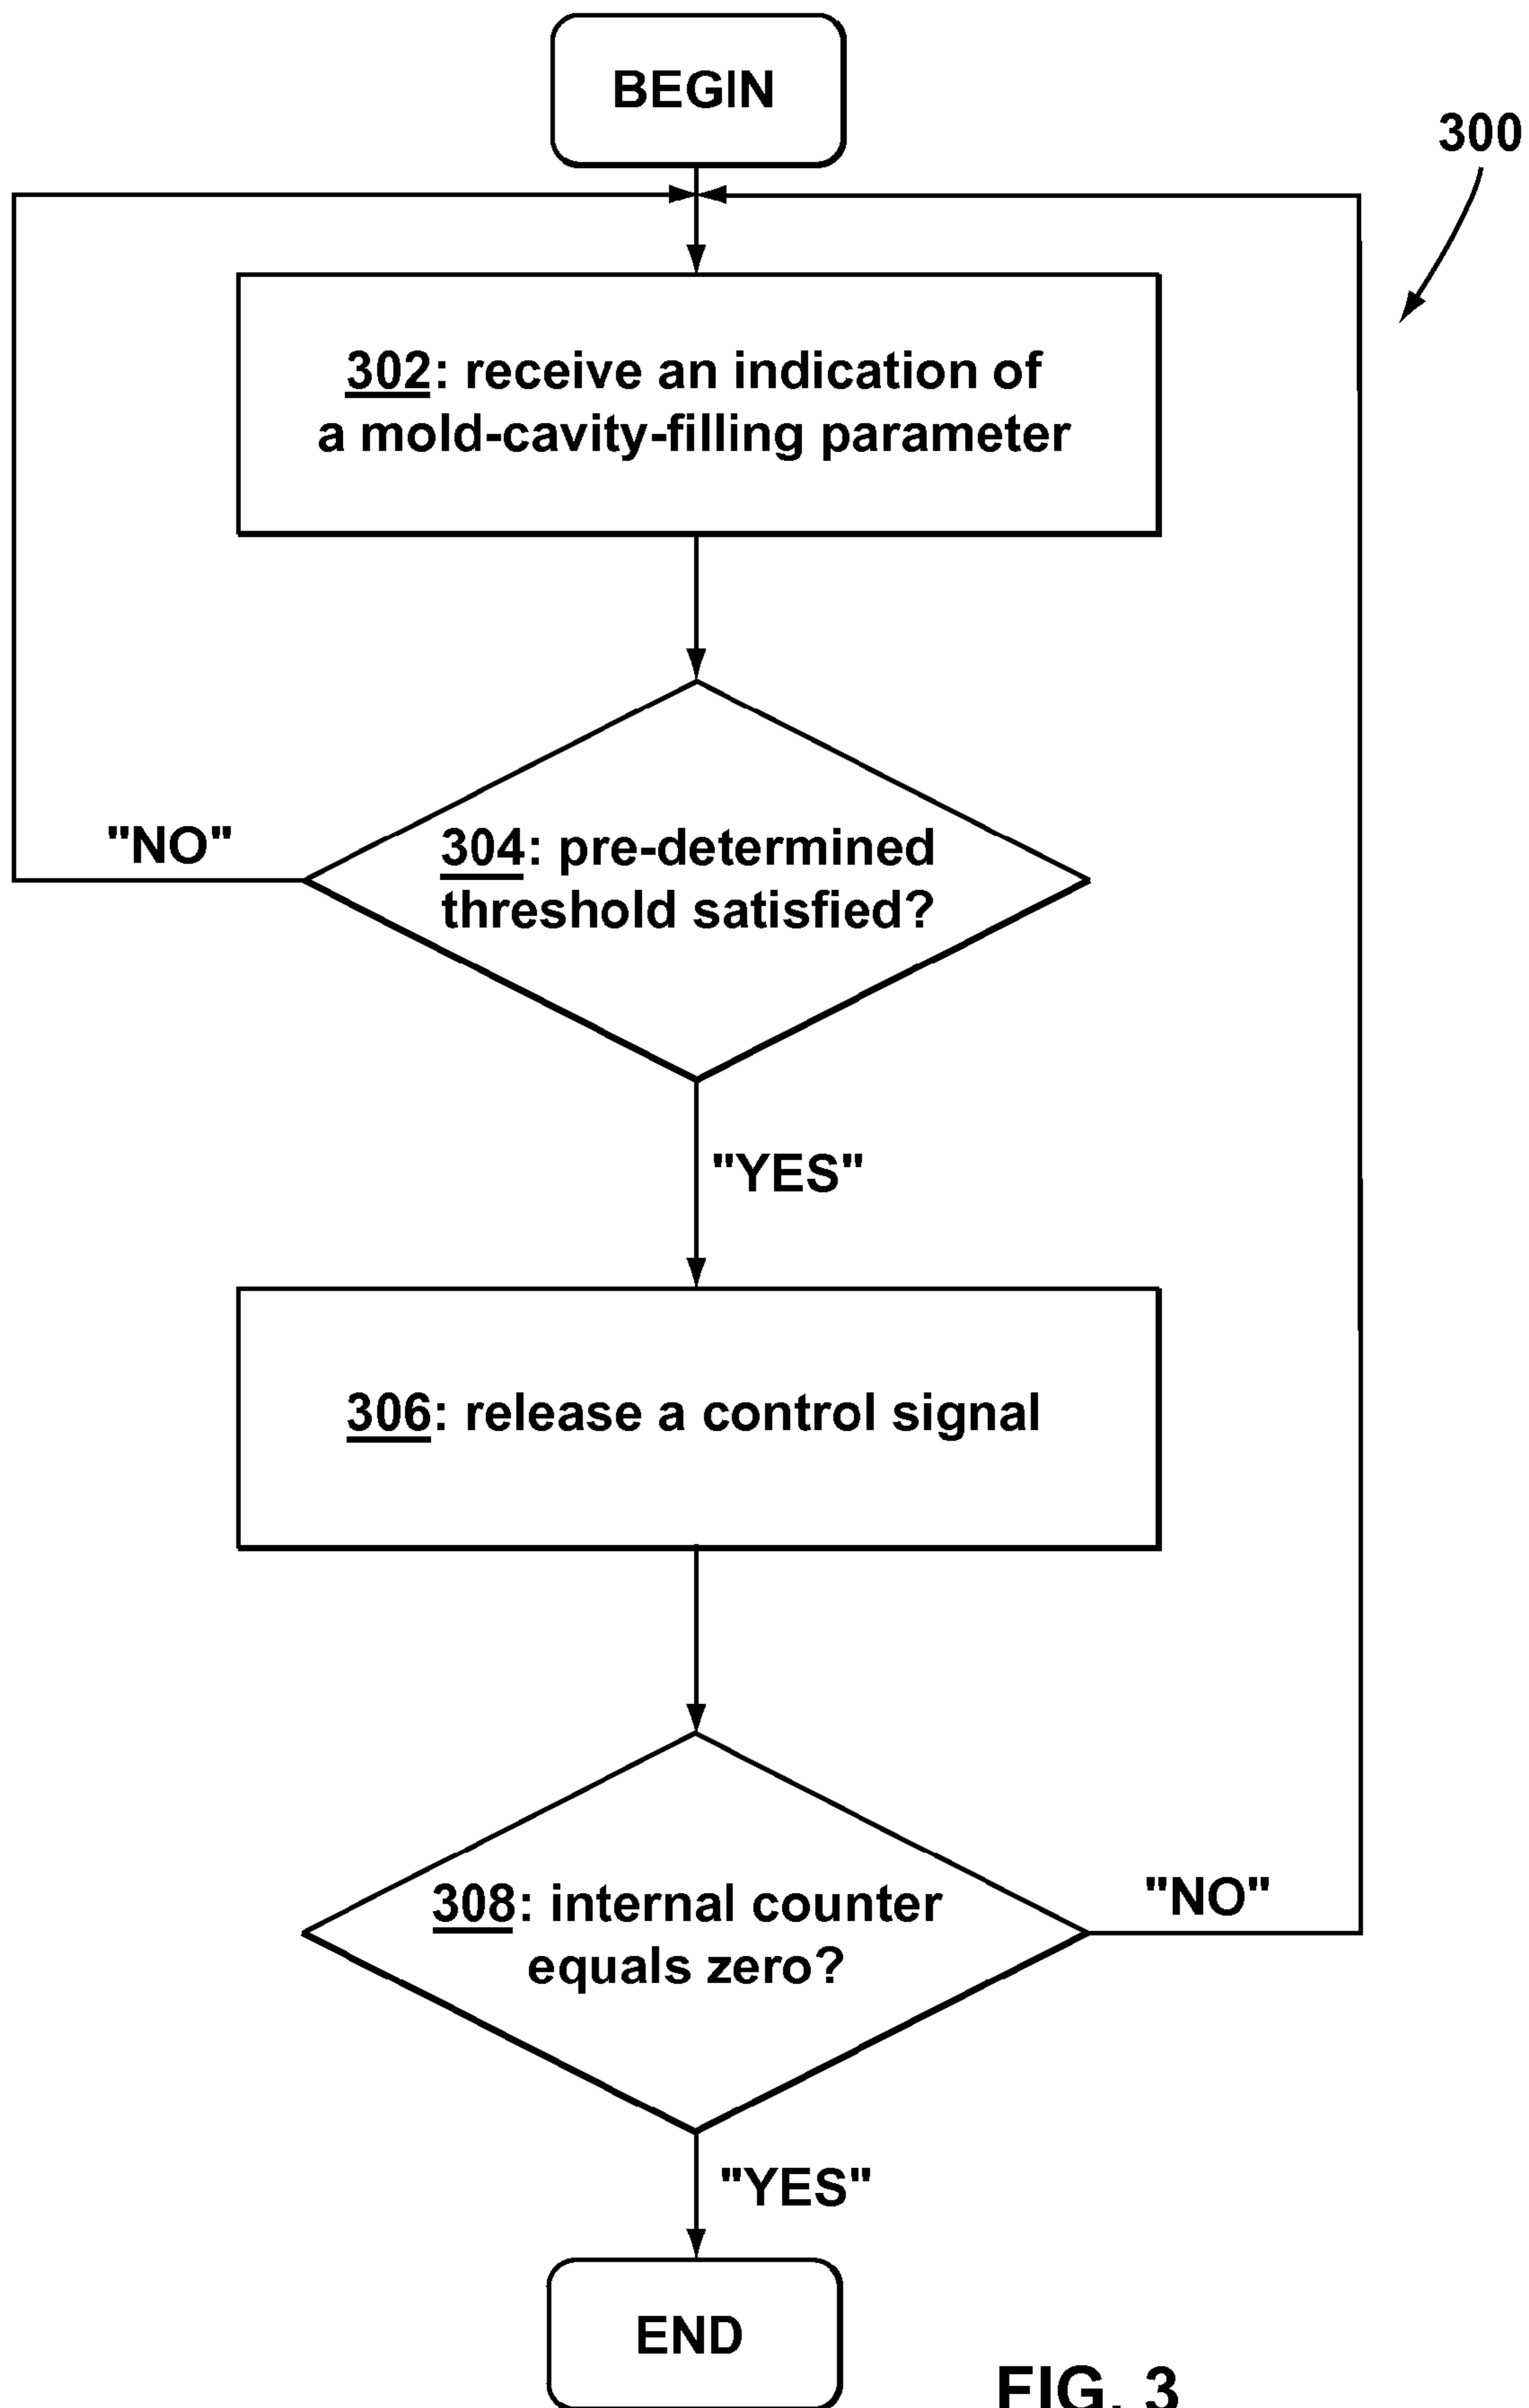 BEGIN
300
302: receive an indication of
a mold-cavity-filling parameter
"NO"
304: pre-determined
threshold satisfied?
"YES"
306: release a control signal
308: internal counter
equals zero?
"NO"
"YES"
END
FIG. 3